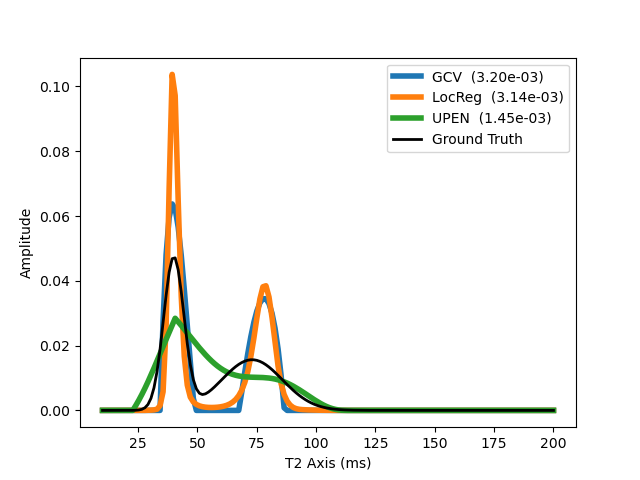 GCV (3.20e-03)
LocReg (3.14e-03)
UPEN (1.45e-03)
Ground Truth
0.10
0.08
0.06
0.04
0.02
0.00
Amplitude
25 50 75 100 125 150 175 200
T2 Axis (ms)